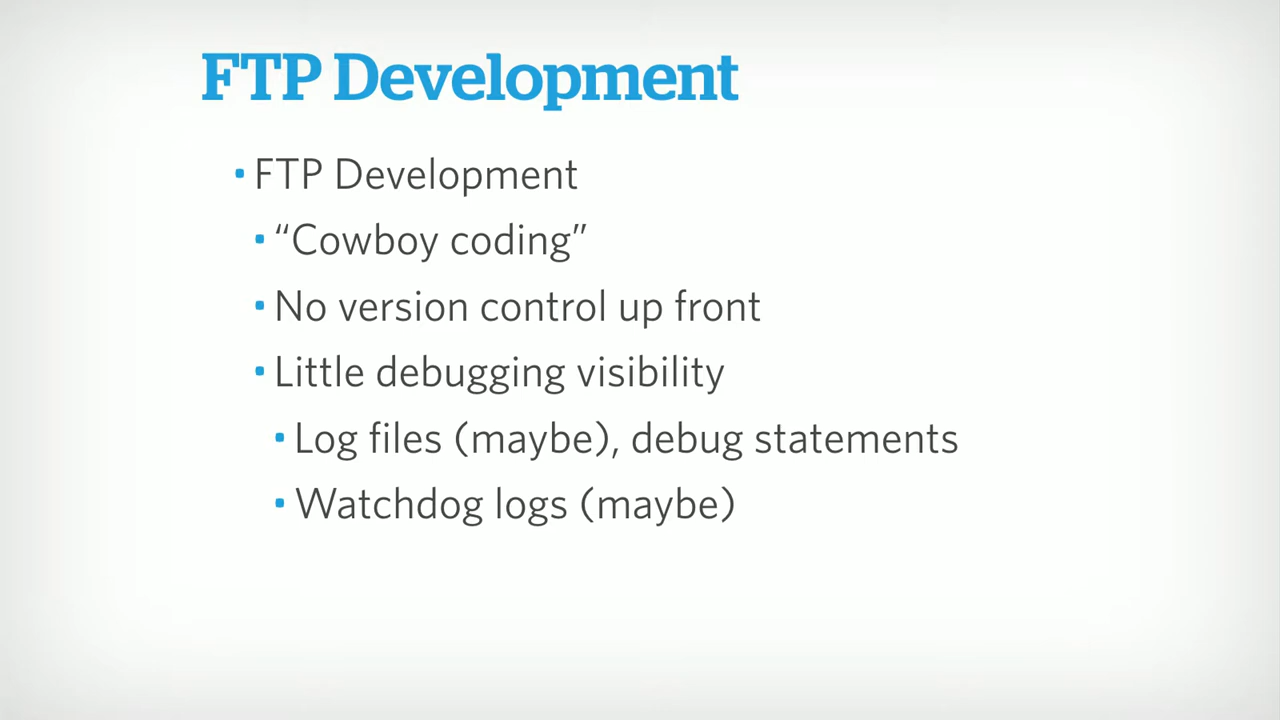 FTP Development
FTP Development
“Cowboy coding”
No version control up front
Little debugging visibility
Log files (maybe), debug statements
Watchdog logs (maybe)